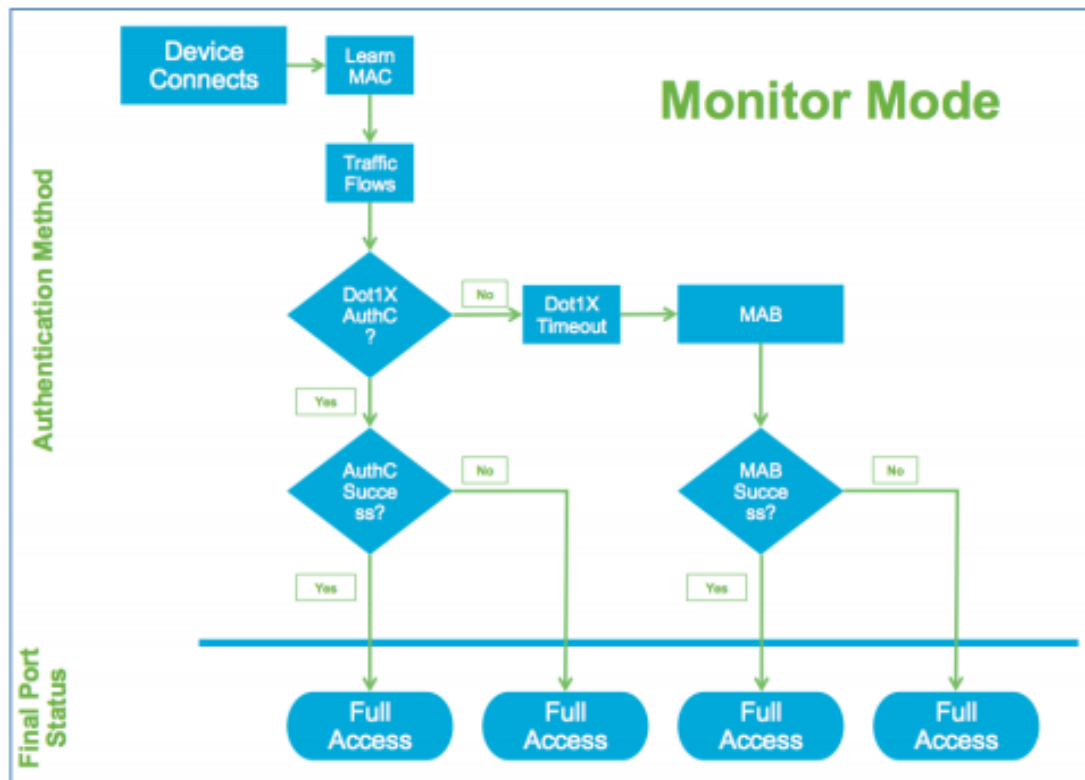 Device
Connects
Learn
MAC
Monitor Mode
Traffic
Flows
Authentication Method
Dot1X
AuthC
?
No
Dot1X
Timeout
MAB
Yes
AuthC
Succe
ss?
No
MAB
Succe
ss?
No
Yes
Yes
Final Port
Status
Full
Access
Full
Access
Full
Access
Full
Access